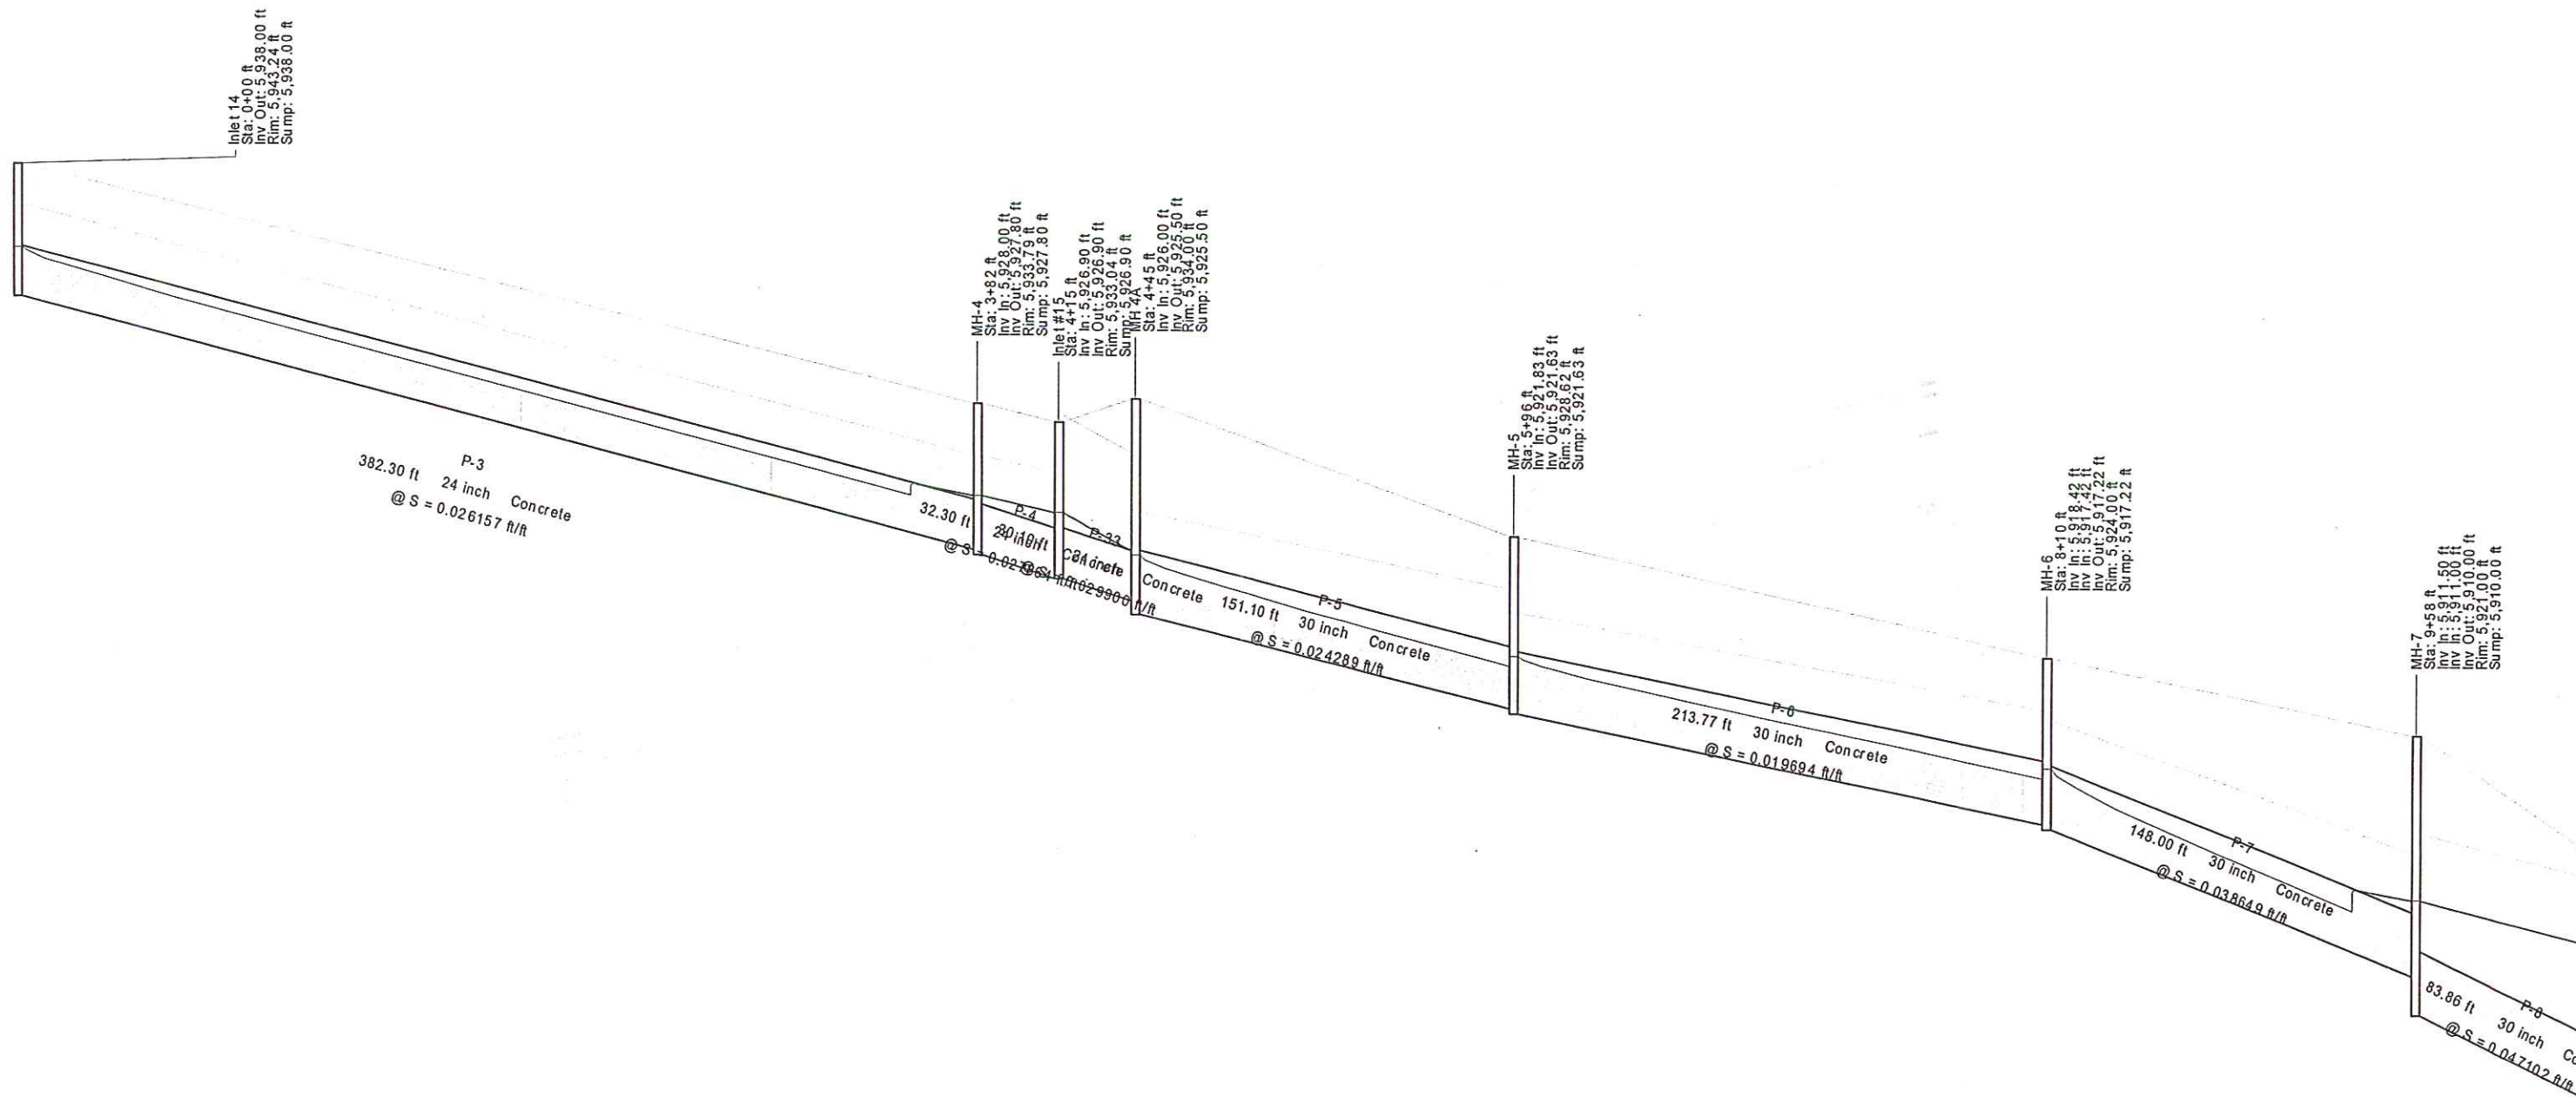 Inlet 14
Sta: 0+00 ft
Inv Out: 5,938.00 ft
Rim: 5,943.24 ft
Sump: 5,938.00 ft
MH-4
Sta: 3+82 ft
Inv In: 5,928.00 ft
Inv Out: 5,927.80 ft
Rim: 5,933.79 ft
Sump: 5,927.80 ft
Inlet #15
Sta: 4+15 ft
Inv In: 5,926.90 ft
Inv Out: 5,926.90 ft
Rim: 5,933.04 ft
Sump: 5,926.90 ft
MH 4A
Sta: 4+45 ft
Inv In: 5,926.00 ft
Inv Out: 5,925.50 ft
Rim: 5,934.00 ft
Sump: 5,925.50 ft
MH-5
Sta: 5+96 ft
Inv In: 5,921.83 ft
Inv Out: 5,921.63 ft
Rim: 5,928.62 ft
Sump: 5,921.63 ft
MH-6
Sta: 8+10 ft
Inv In: 5,918.42 ft
Inv In: 5,917.42 ft
Inv Out: 5,917.22 ft
Rim: 5,924.00 ft
Sump: 5,917.22 ft
MH-7
Sta: 9+58 ft
Inv In: 5,911.50 ft
Inv In: 5,911.00 ft
Inv Out: 5,910.00 ft
Rim: 5,921.00 ft
Sump: 5,910.00 ft
P-3
382.30 ft 24 inch Concrete
@ S = 0.026157 ft/ft
P-4
32.30 ft 24 inch Concrete
P-33
30.10 ft Concrete
P-5
151.10 ft 30 inch Concrete
@ S = 0.024289 ft/ft
P-6
213.77 ft 30 inch Concrete
@ S = 0.019694 ft/ft
P-7
148.00 ft 30 inch Concrete
@ S = 0.038649 ft/ft
P-8
83.86 ft 30 inch Co
@ S = 0.047102 ft/ft